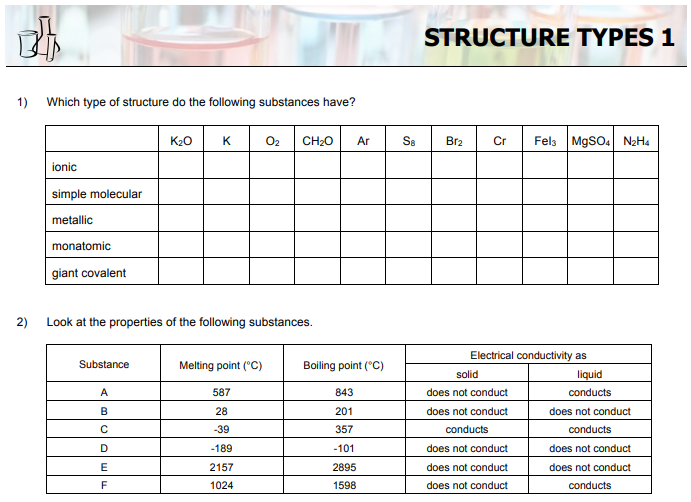 STRUCTURE TYPES 1
1) Which type of structure do the following substances have?
K₂O K O₂ CH₂O Ar S₈ Br₂ Cr FeI₃ MgSO₄ N₂H₄
ionic
simple molecular
metallic
monatomic
giant covalent
2) Look at the properties of the following substances.
Substance Melting point (°C) Boiling point (°C) Electrical conductivity as
solid liquid
A 587 843 does not conduct conducts
B 28 201 does not conduct does not conduct
C -39 357 conducts conducts
D -189 -101 does not conduct does not conduct
E 2157 2895 does not conduct does not conduct
F 1024 1598 does not conduct conducts